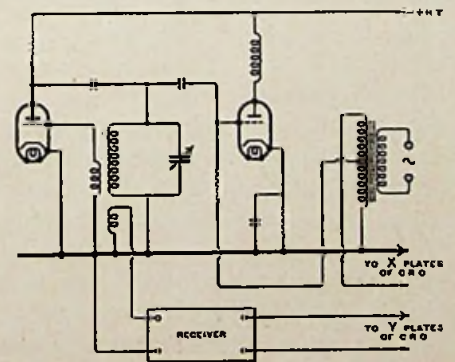 +HT
TO X PLATES
OF CRO
RECEIVER
TO Y PLATES
OF CRO